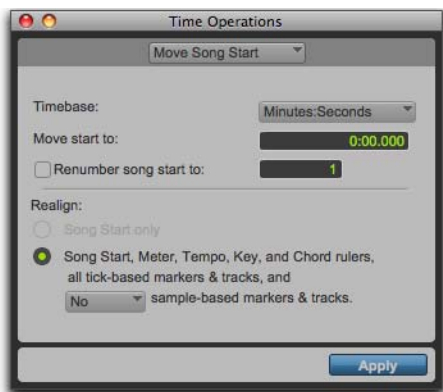 Time Operations
Move Song Start
Timebase: Minutes:Seconds
Move start to: 0:00.000
Renumber song start to: 1
Realign:
Song Start only
Song Start, Meter, Tempo, Key, and Chord rulers,
all tick-based markers & tracks, and
No sample-based markers & tracks.
Apply